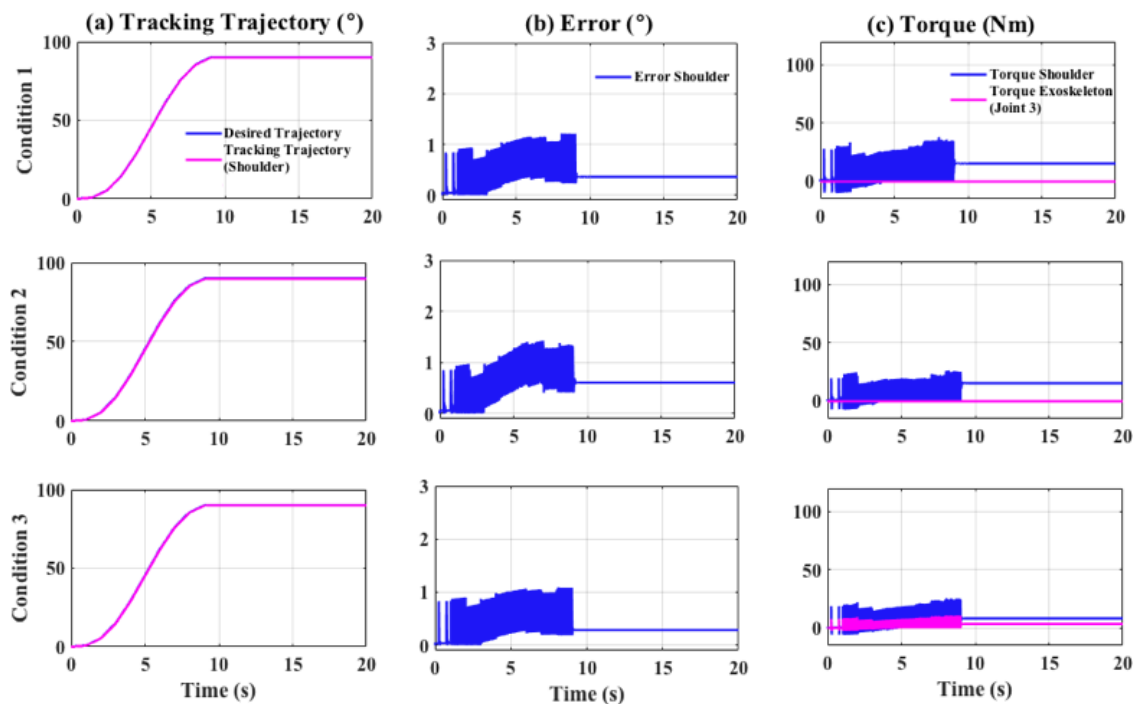 (a) Tracking Trajectory (°)
(b) Error (°)
(c) Torque (Nm)
Condition 1
100
50
0
0 5 10 15 20
Desired Trajectory
Tracking Trajectory
(Shoulder)
3
2
1
0
0 5 10 15 20
Error Shoulder
100
50
0
0 5 10 15 20
Torque Shoulder
Torque Exoskeleton
(Joint 3)
Condition 2
100
50
0
0 5 10 15 20
3
2
1
0
0 5 10 15 20
100
50
0
0 5 10 15 20
Condition 3
100
50
0
0 5 10 15 20
Time (s)
3
2
1
0
0 5 10 15 20
Time (s)
100
50
0
0 5 10 15 20
Time (s)